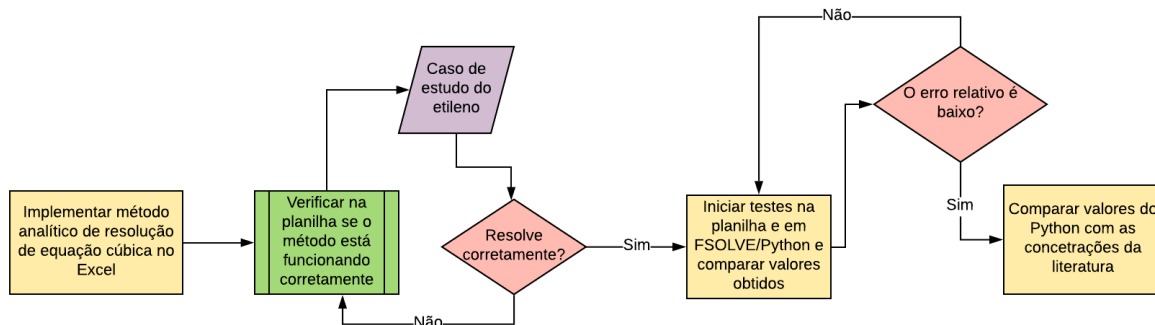 Implementar método
analítico de resolução
de equação cúbica no
Excel
Verificar na
planilha se o
método está
funcionando
corretamente
Caso de
estudo do
etileno
Resolve
corretamente?
Não
Sim
Iniciar testes na
planilha e em
FSOLVE/Python e
comparar valores
obtidos
Não
O erro relativo é
baixo?
Sim
Comparar valores do
Python com as
concetrações da
literatura